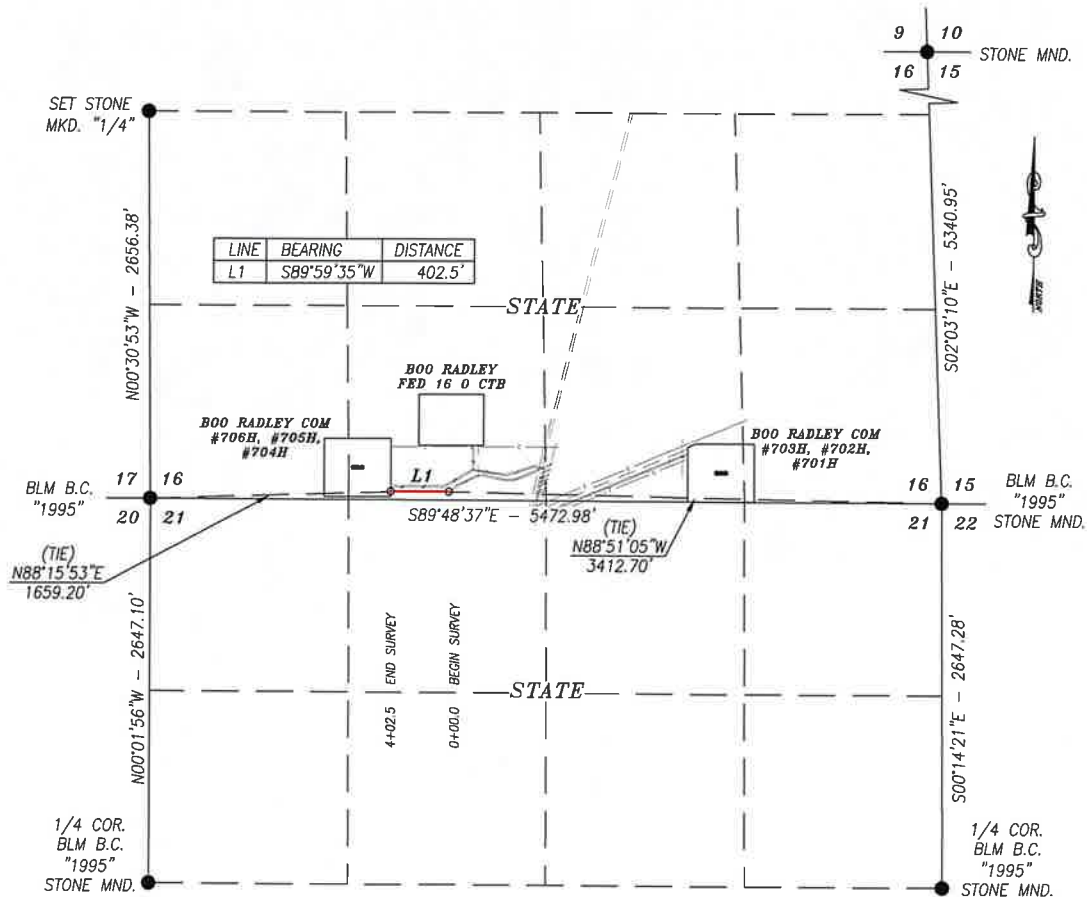 9 10
STONE MND.
16 15
SET STONE
MKD. "1/4"
N00°30'53"W - 2656.38'
S02°03'10"E - 5340.95'
NORTH
LINE BEARING DISTANCE
L1 S89°59'35"W 402.5'
STATE
BOO RADLEY
FED 16 O CTB
BOO RADLEY COM
#706H, #705H,
#704H
BOO RADLEY COM
#703H, #702H,
#701H
L1
17 16
BLM B.C.
"1995"
20 21
16 15
BLM B.C.
"1995"
STONE MND.
21 22
S89°48'37"E - 5472.98'
(TIE)
N88°15'53"E
1659.20'
(TIE)
N88°51'05"W
3412.70'
N00°01'56"W - 2647.10'
4+02.5 END SURVEY
0+00.0 BEGIN SURVEY
STATE
S00°14'21"E - 2647.28'
1/4 COR.
BLM B.C.
"1995"
STONE MND.
1/4 COR.
BLM B.C.
"1995"
STONE MND.